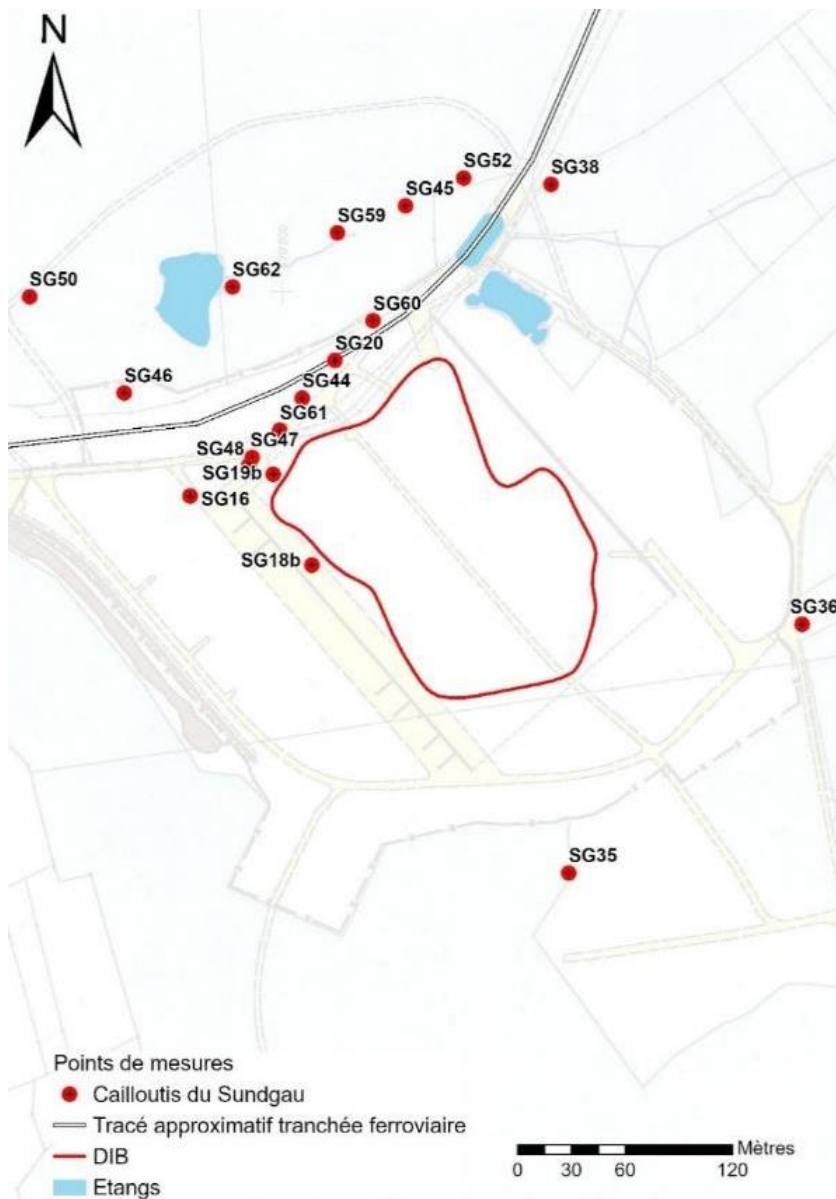 N
SG52
SG38
SG45
SG59
SG62
SG50
SG60
SG20
SG46
SG44
SG61
SG47
SG48
SG19b
SG16
SG18b
SG36
SG35
Points de mesures
Cailloutis du Sundgau
Tracé approximatif tranchée ferroviaire
DIB
Etangs
Mètres
0 30 60 120